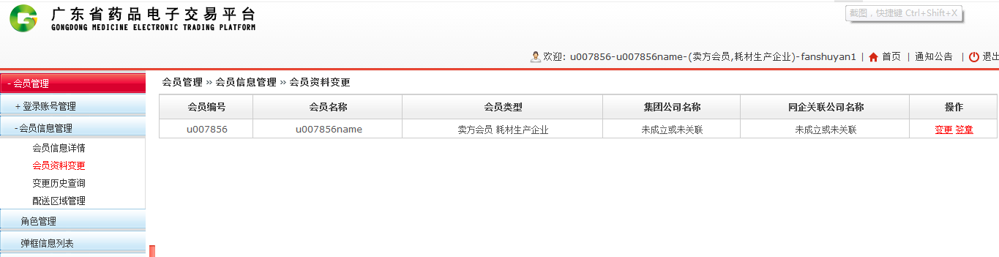 广东省药品电子交易平台
GONGDONG MEDICINE ELECTRONIC TRADING PLATFORM
截图，快捷键 Ctrl+Shift+X
欢迎: u007856-u007856name-(卖方会员,耗材生产企业)-fanshuyan1 | 首页 | 通知公告 | 退出
- 会员管理
+ 登录账号管理
- 会员信息管理
会员信息详情
会员资料变更
变更历史查询
配送区域管理
角色管理
弹框信息列表
会员管理 » 会员信息管理 » 会员资料变更
会员编号 会员名称 会员类型 集团公司名称 同企关联公司名称 操作
u007856 u007856name 卖方会员 耗材生产企业 未成立或未关联 未成立或未关联 变更 签章